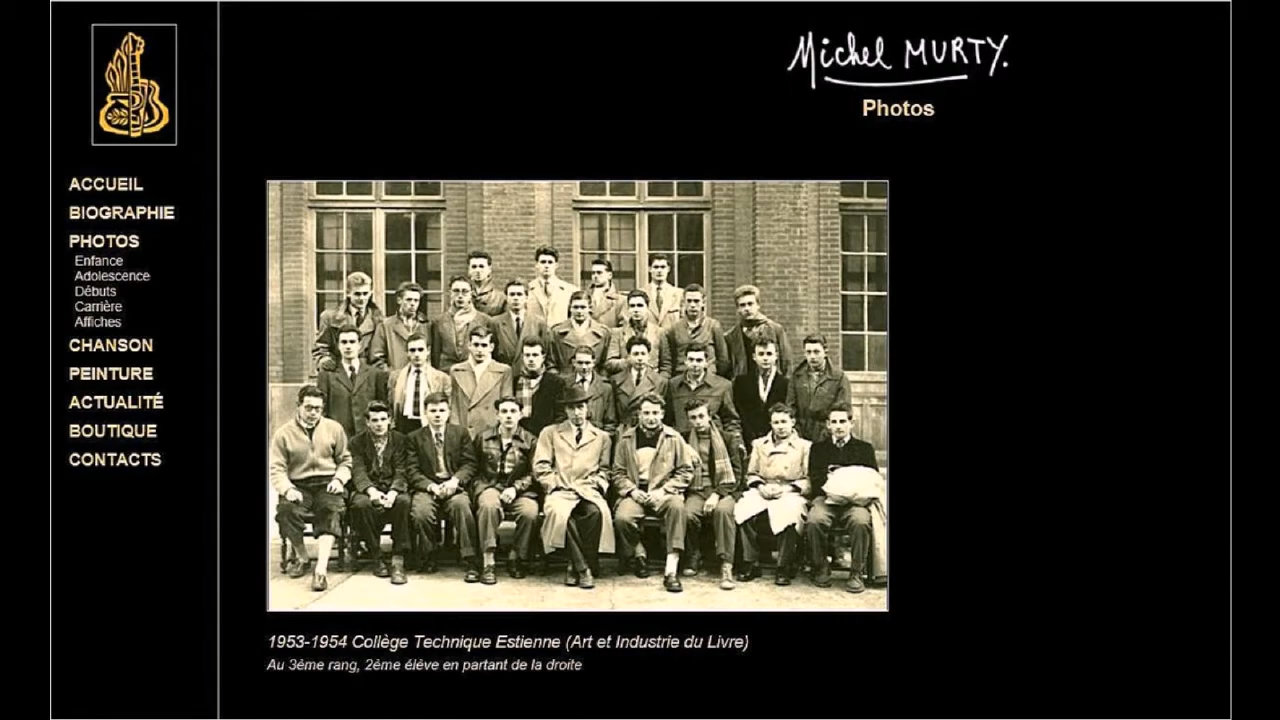 Michel MURTY.
Photos
ACCUEIL
BIOGRAPHIE
PHOTOS
Enfance
Adolescence
Débuts
Carrière
Affiches
CHANSON
PEINTURE
ACTUALITÉ
BOUTIQUE
CONTACTS
1953-1954 Collège Technique Estienne (Art et Industrie du Livre)
Au 3ème rang, 2ème élève en partant de la droite